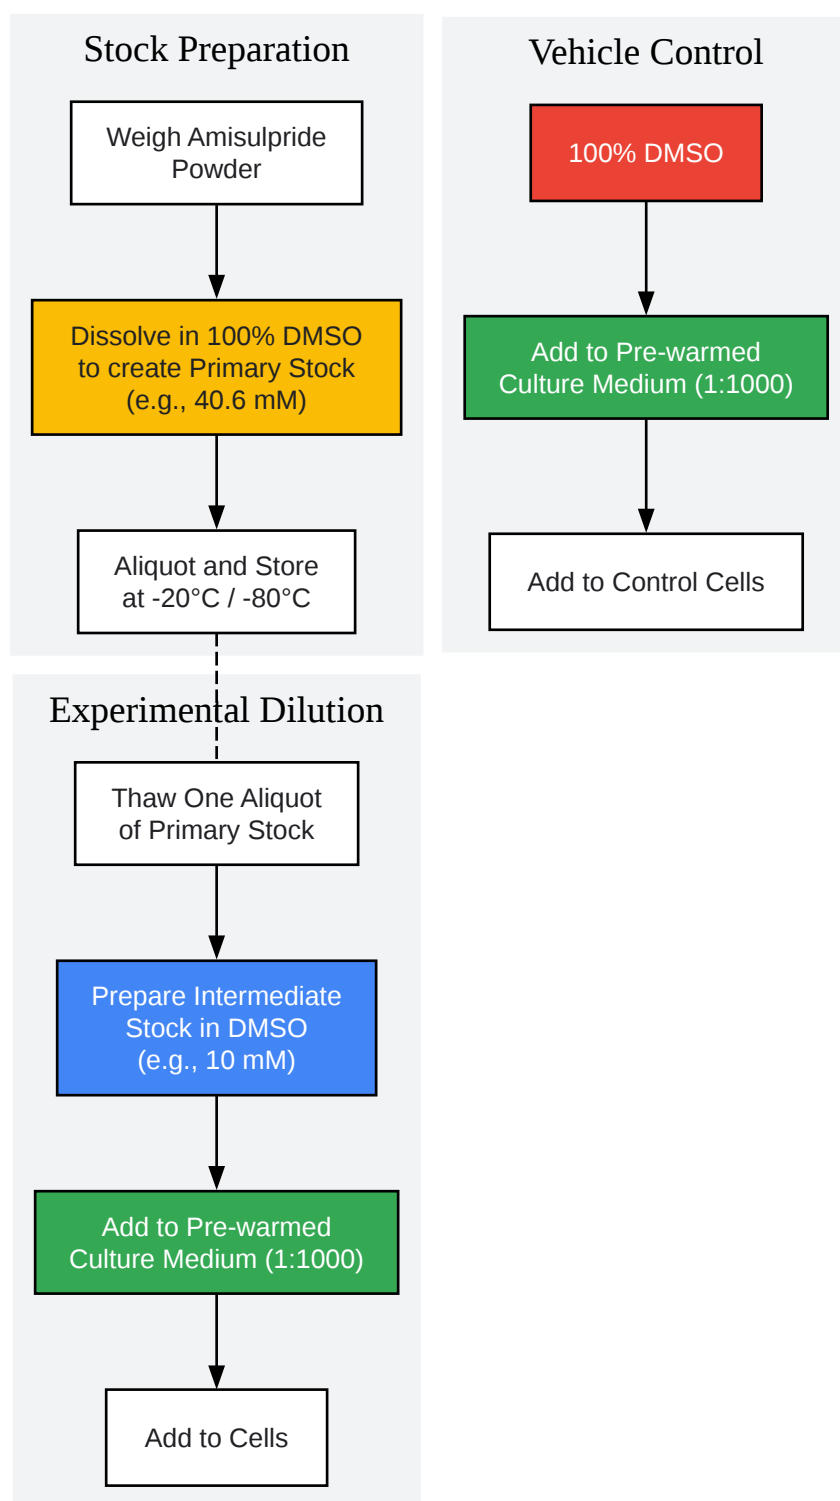 Stock Preparation
Weigh Amisulpride
Powder
Dissolve in 100% DMSO
to create Primary Stock
(e.g., 40.6 mM)
Aliquot and Store
at -20°C / -80°C
Experimental Dilution
Thaw One Aliquot
of Primary Stock
Prepare Intermediate
Stock in DMSO
(e.g., 10 mM)
Add to Pre-warmed
Culture Medium (1:1000)
Add to Cells
Vehicle Control
100% DMSO
Add to Pre-warmed
Culture Medium (1:1000)
Add to Control Cells